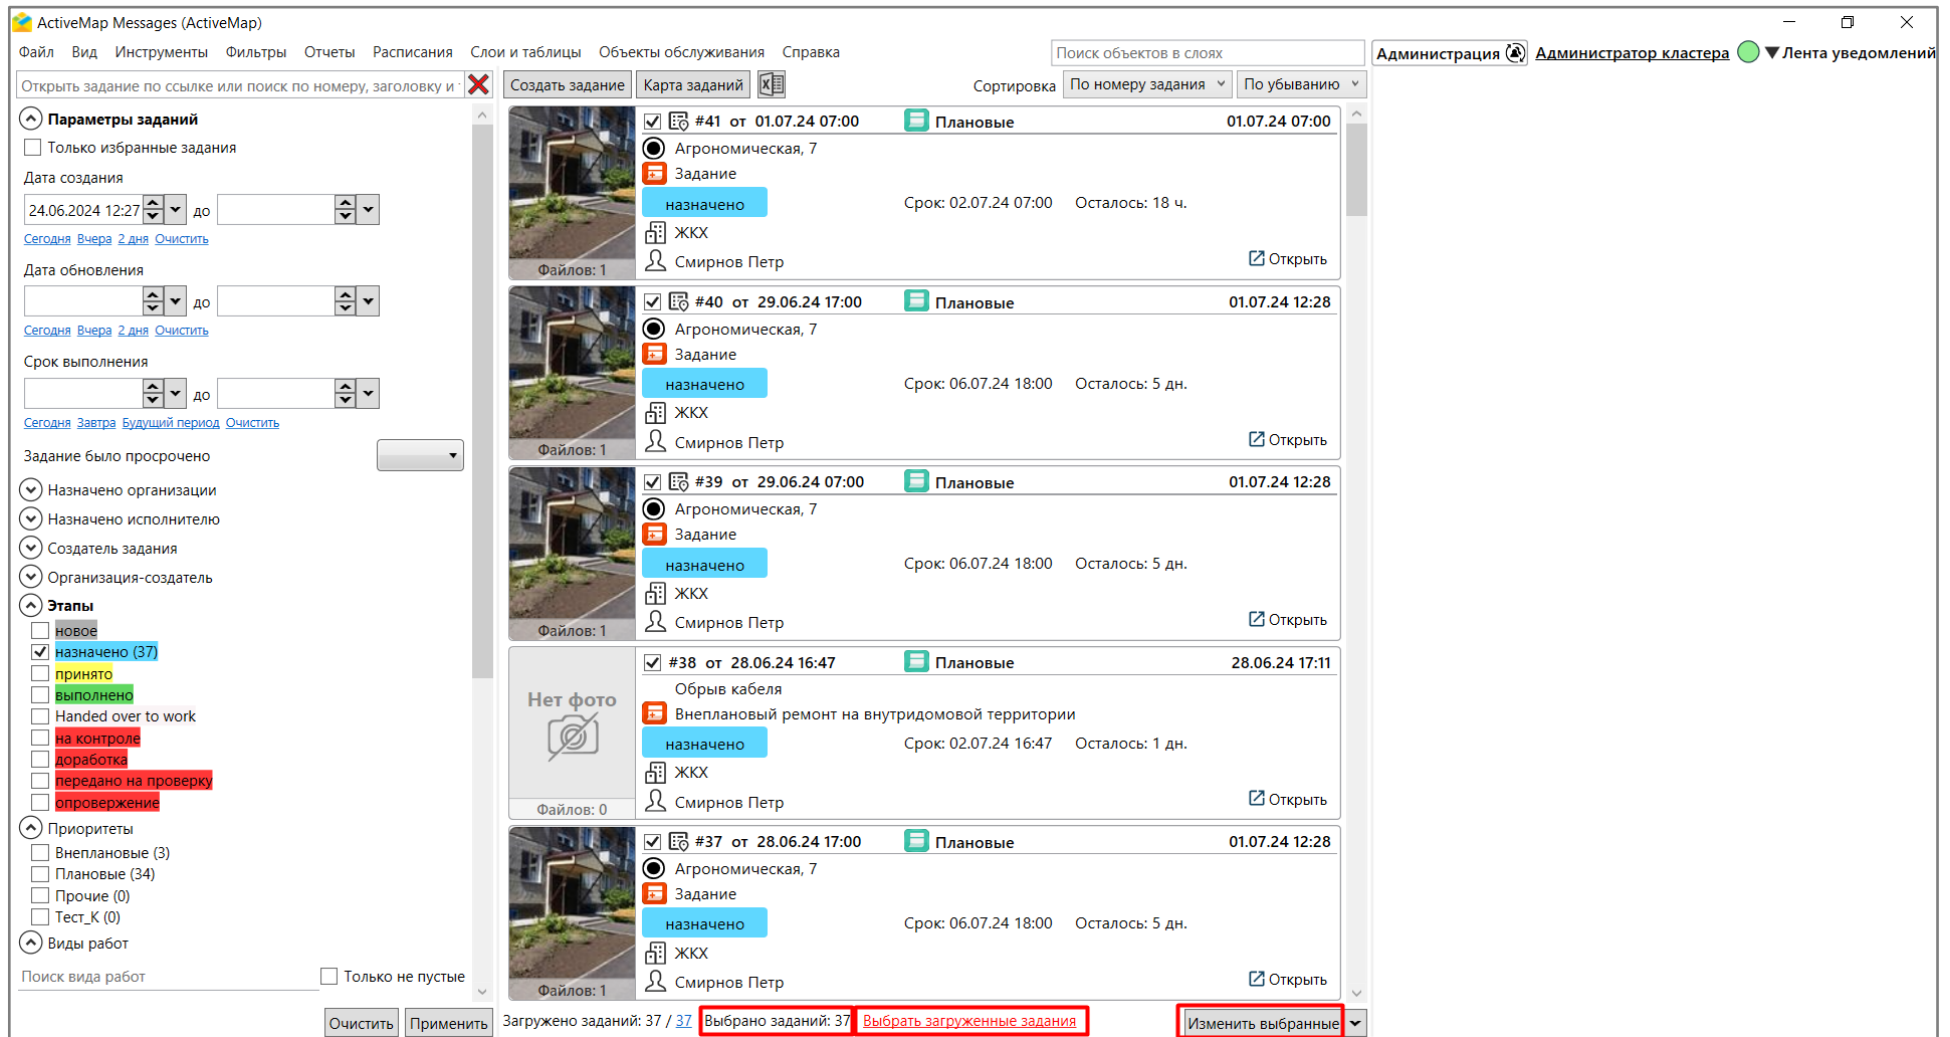 ActiveMap Messages (ActiveMap)
Файл Вид Инструменты Фильтры Отчеты Расписания Слои и таблицы Объекты обслуживания Справка
Поиск объектов в слоях
Администрация Администратор кластера Лента уведомлений
Открыть задание по ссылке или поиск по номеру, заголовку и
Параметры заданий
Только избранные задания
Дата создания
24.06.2024 12:27 до
Сегодня Вчера 2 дня Очистить
Дата обновления
до
Сегодня Вчера 2 дня Очистить
Срок выполнения
до
Сегодня Завтра Будущий период Очистить
Задание было просрочено
Назначено организации
Назначено исполнителю
Создатель задания
Организация-создатель
Этапы
новое
назначено (37)
принято
выполнено
Handed over to work
на контроле
доработка
передано на проверку
опровержение
Приоритеты
Внеплановые (3)
Плановые (34)
Прочие (0)
Тест_К (0)
Виды работ
Поиск вида работ Только не пустые
Очистить Применить
Создать задание Карта заданий
Сортировка По номеру задания По убыванию
#41 от 01.07.24 07:00 Плановые 01.07.24 07:00
Агрономическая, 7
Задание
назначено Срок: 02.07.24 07:00 Осталось: 18 ч.
ЖКХ
Смирнов Петр Открыть
Файлов: 1
#40 от 29.06.24 17:00 Плановые 01.07.24 12:28
Агрономическая, 7
Задание
назначено Срок: 06.07.24 18:00 Осталось: 5 дн.
ЖКХ
Смирнов Петр Открыть
Файлов: 1
#39 от 29.06.24 07:00 Плановые 01.07.24 12:28
Агрономическая, 7
Задание
назначено Срок: 06.07.24 18:00 Осталось: 5 дн.
ЖКХ
Смирнов Петр Открыть
Файлов: 1
#38 от 28.06.24 16:47 Плановые 28.06.24 17:11
Обрыв кабеля
Нет фото
Внеплановый ремонт на внутридомовой территории
назначено Срок: 02.07.24 16:47 Осталось: 1 дн.
ЖКХ
Смирнов Петр Открыть
Файлов: 0
#37 от 28.06.24 17:00 Плановые 01.07.24 12:28
Агрономическая, 7
Задание
назначено Срок: 06.07.24 18:00 Осталось: 5 дн.
ЖКХ
Смирнов Петр Открыть
Файлов: 1
Загружено заданий: 37 / 37 Выбрано заданий: 37 Выбрать загруженные задания Изменить выбранные